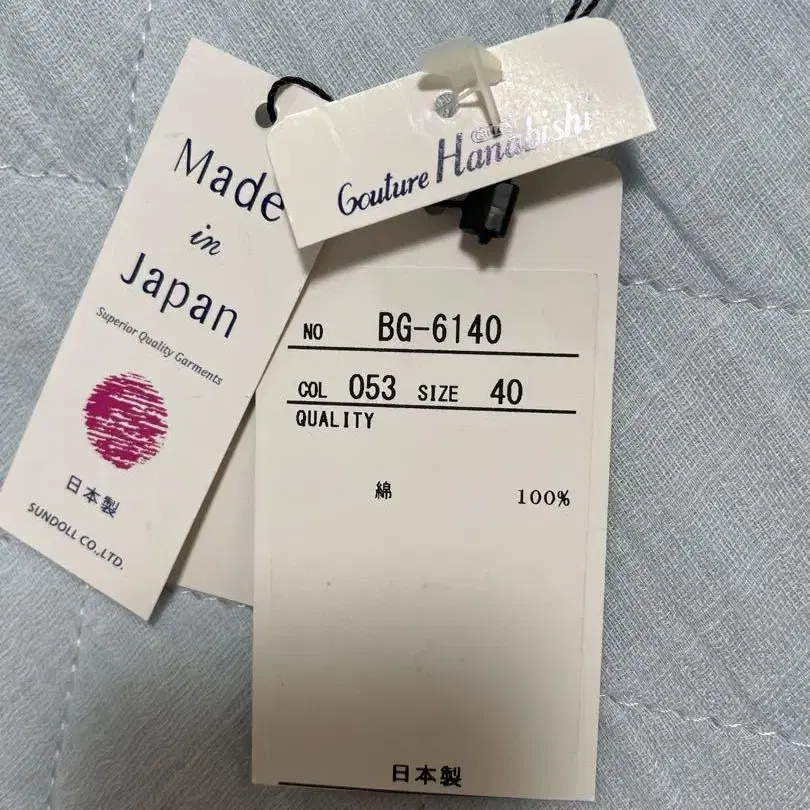 Made
in
Japan
Superior Quality Garments
日本製
SUNDOLL CO.,LTD.
Couture Hanabishi
NO BG-6140
COL 053 SIZE 40
QUALITY
綿 100%
日本製